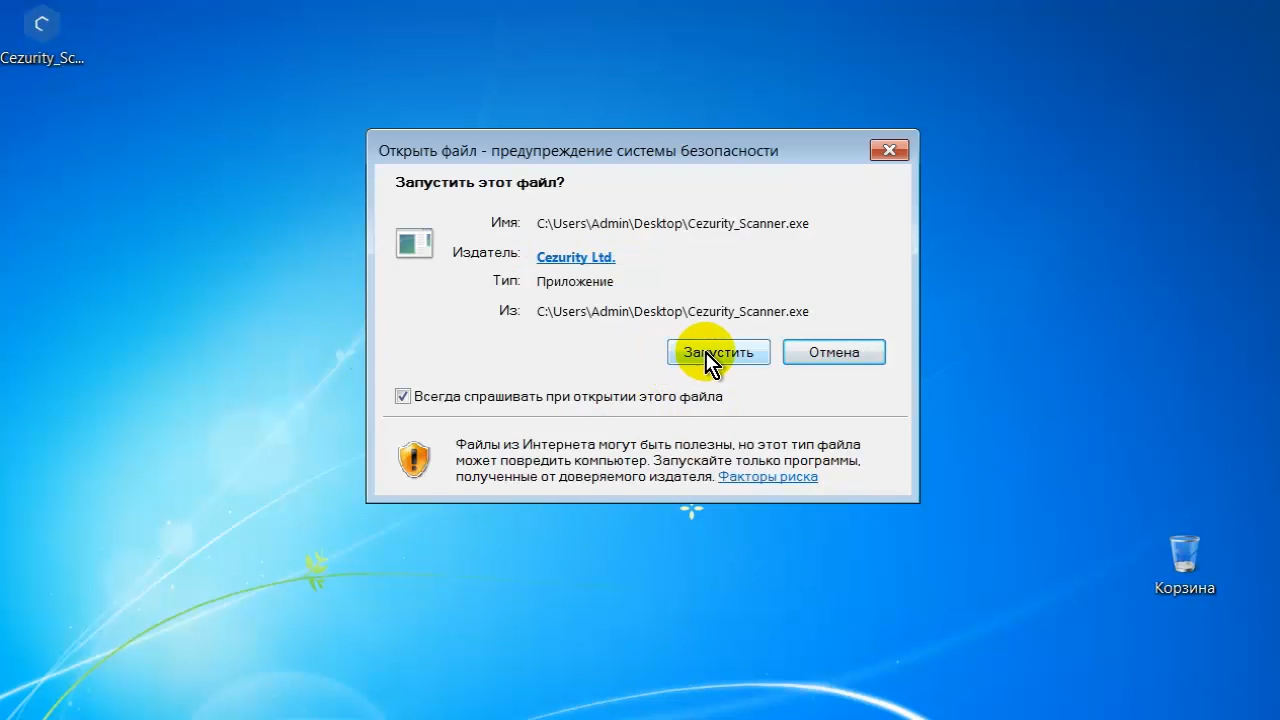 Cezurity_Sc...
Открыть файл - предупреждение системы безопасности
Запустить этот файл?
Имя: C:\Users\Admin\Desktop\Cezurity_Scanner.exe
Издатель: Cezurity Ltd.
Тип: Приложение
Из: C:\Users\Admin\Desktop\Cezurity_Scanner.exe
Запустить Отмена
Всегда спрашивать при открытии этого файла
Файлы из Интернета могут быть полезны, но этот тип файла
может повредить компьютер. Запускайте только программы,
полученные от доверяемого издателя. Факторы риска
Корзина